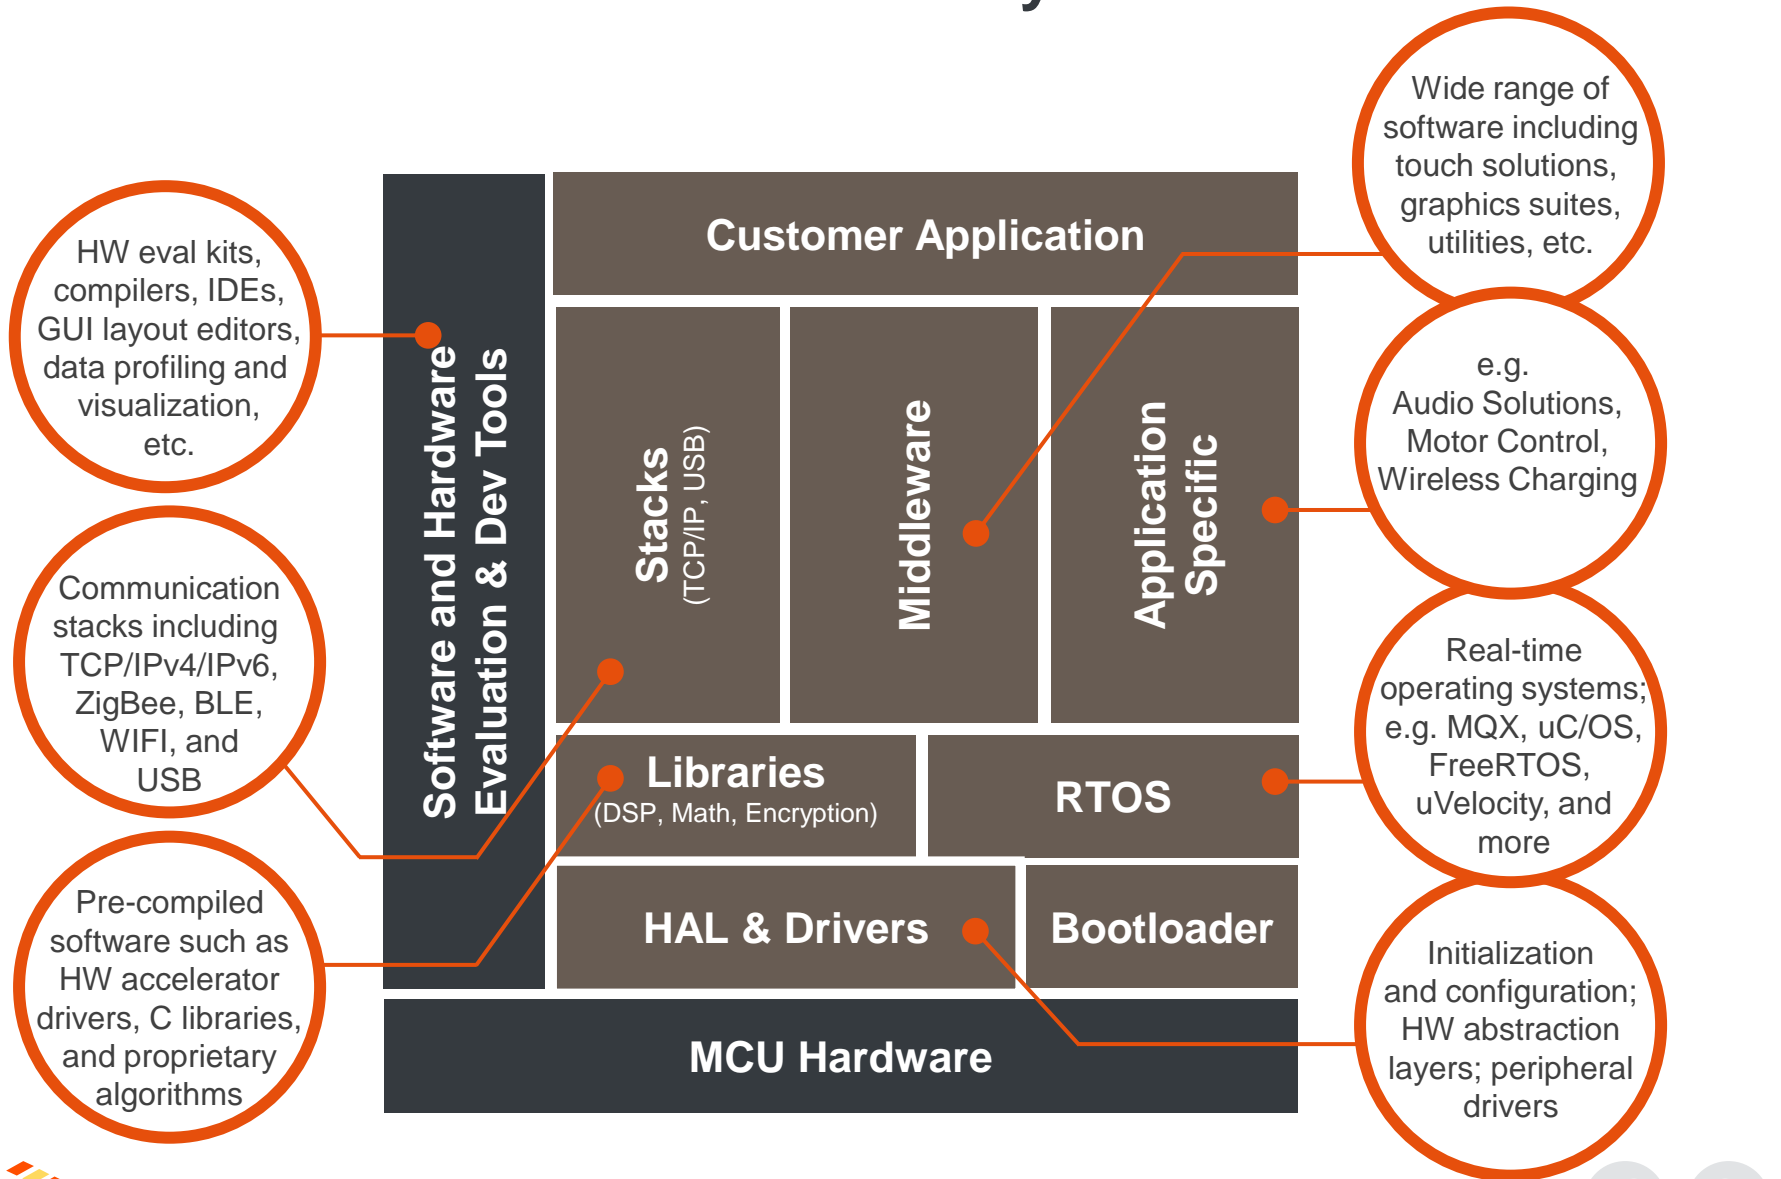 HW eval kits,
compilers, IDEs,
GUI layout editors,
data profiling and
visualization,
etc.
Communication
stacks including
TCP/IPv4/IPv6,
ZigBee, BLE,
WIFI, and
USB
Pre-compiled
software such as
HW accelerator
drivers, C libraries,
and proprietary
algorithms
Software and Hardware
Evaluation & Dev Tools
Customer Application
Stacks
(TCP/IP, USB)
Middleware
Application
Specific
Libraries
(DSP, Math, Encryption)
RTOS
HAL & Drivers
Bootloader
MCU Hardware
Wide range of
software including
touch solutions,
graphics suites,
utilities, etc.
e.g.
Audio Solutions,
Motor Control,
Wireless Charging
Real-time
operating systems;
e.g. MQX, uC/OS,
FreeRTOS,
uVelocity, and
more
Initialization
and configuration;
HW abstraction
layers; peripheral
drivers